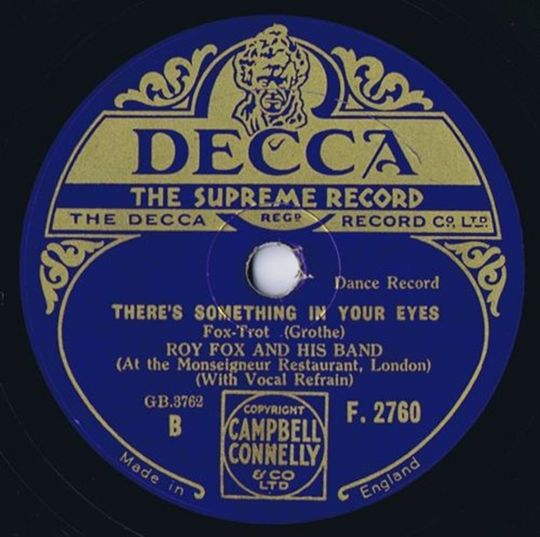 DECCA
THE SUPREME RECORD
THE DECCA REGD RECORD CO. LTD.
Dance Record
THERE'S SOMETHING IN YOUR EYES
Fox-Trot (Grothe)
ROY FOX AND HIS BAND
(At the Monseigneur Restaurant, London)
(With Vocal Refrain)
GB.3762
B
COPYRIGHT
CAMPBELL
CONNELLY
& CO
LTD
F. 2760
Made in England